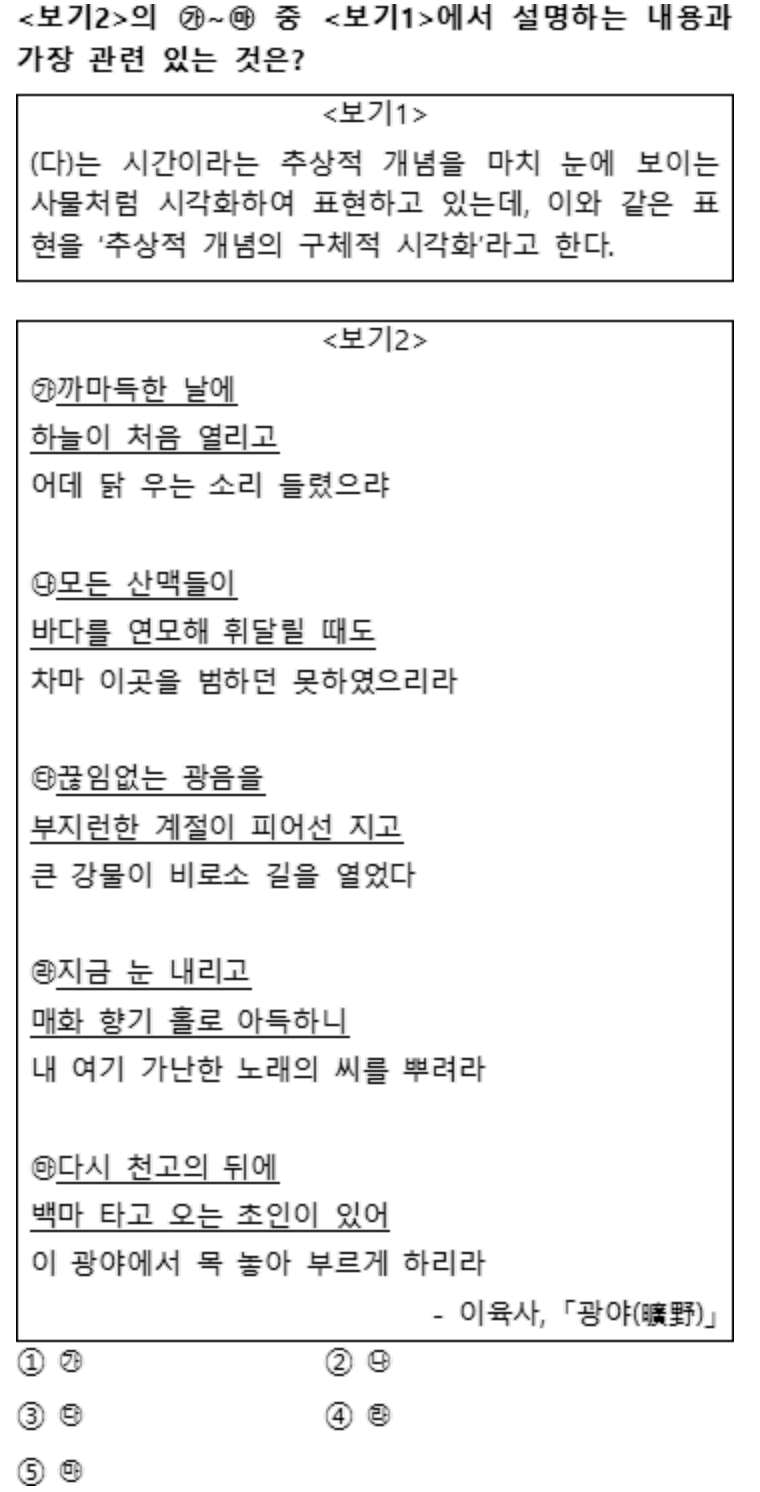 <보기2>의 ㉮~㉲ 중 <보기1>에서 설명하는 내용과
가장 관련 있는 것은?
<보기1>
(다)는 시간이라는 추상적 개념을 마치 눈에 보이는
사물처럼 시각화하여 표현하고 있는데, 이와 같은 표
현을 ‘추상적 개념의 구체적 시각화’라고 한다.
<보기2>
㉮까마득한 날에
하늘이 처음 열리고
어데 닭 우는 소리 들렸으랴
㉯모든 산맥들이
바다를 연모해 휘달릴 때도
차마 이곳을 범하던 못하였으리라
㉰끊임없는 광음을
부지런한 계절이 피어선 지고
큰 강물이 비로소 길을 열었다
㉱지금 눈 내리고
매화 향기 홀로 아득하니
내 여기 가난한 노래의 씨를 뿌려라
㉲다시 천고의 뒤에
백마 타고 오는 초인이 있어
이 광야에서 목 놓아 부르게 하리라
- 이육사, 「광야(曠野)」
① ㉮ ② ㉯
③ ㉰ ④ ㉱
⑤ ㉲